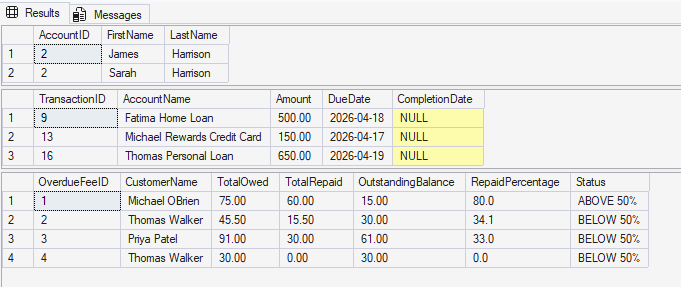 Results Messages
AccountID FirstName LastName
1 2 James Harrison
2 2 Sarah Harrison
TransactionID AccountName Amount DueDate CompletionDate
1 9 Fatima Home Loan 500.00 2026-04-18 NULL
2 13 Michael Rewards Credit Card 150.00 2026-04-17 NULL
3 16 Thomas Personal Loan 650.00 2026-04-19 NULL
OverdueFeeID CustomerName TotalOwed TotalRepaid OutstandingBalance RepaidPercentage Status
1 1 Michael OBrien 75.00 60.00 15.00 80.0 ABOVE 50%
2 2 Thomas Walker 45.50 15.50 30.00 34.1 BELOW 50%
3 3 Priya Patel 91.00 30.00 61.00 33.0 BELOW 50%
4 4 Thomas Walker 30.00 0.00 30.00 0.0 BELOW 50%